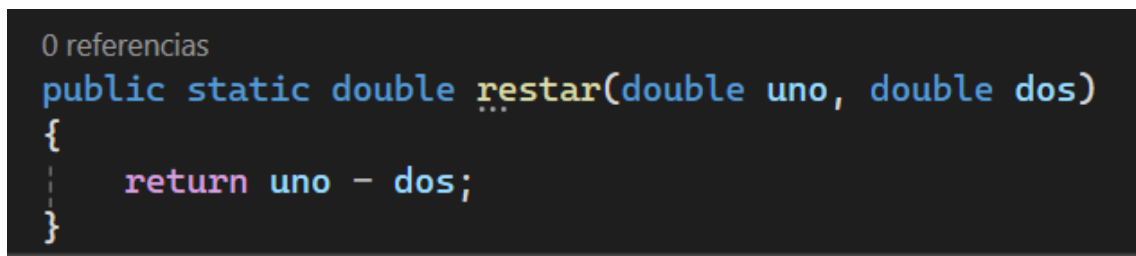 0 referencias
public static double restar(double uno, double dos)
{
return uno - dos;
}